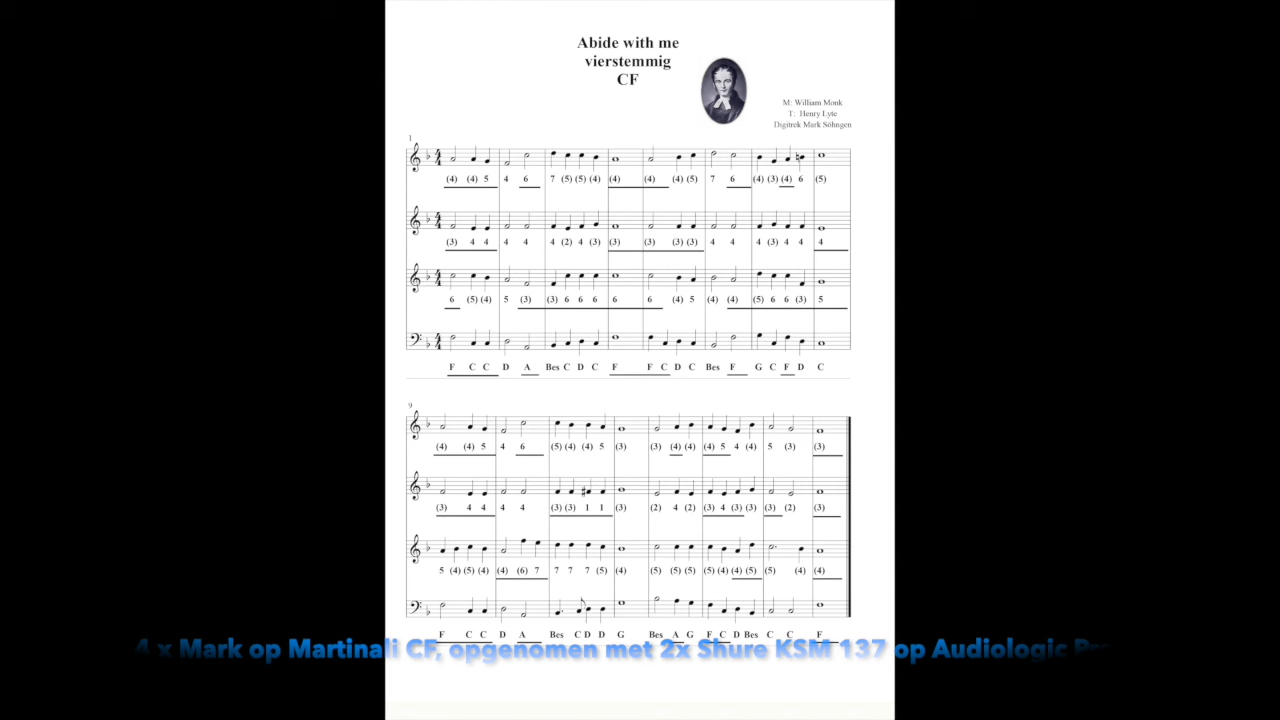 Abide with me
vierstemmig
CF
M: William Monk
T: Henry Lyte
Digitrek Mark Söhngen
1
(4) (4) 5 4 6 7 (5) (5) (4) (4) (4) (4) (5) 7 6 (4) (3) (4) 6 (5)
(3) 4 4 4 4 4 (2) 4 (3) (3) (3) (3) (3) 4 4 4 (3) 4 4 4
6 (5) (4) 5 (3) (3) 6 6 6 6 6 (4) 5 (4) (4) (5) 6 6 (3) 5
F C C D A Bes C D C F F C D C Bes F G C F D C
9
(4) (4) 5 4 6 (5) (4) (4) 5 (3) (3) (4) (4) (4) 5 4 (4) 5 (3) (3)
(3) 4 4 4 4 (3) (3) 1 1 (3) (2) 4 (2) (3) 4 (3) (3) (3) (2) (3)
5 (4) (5) (4) (4) (6) 7 7 7 7 (5) (4) (5) (5) (5) (5) (4) (4) (5) (5) (4) (4)
F C C D A Bes C D D G Bes A G F C D Bes C C F
4 x Mark op Martinali CF, opgenomen met 2x Shure KSM 137 op Audiologic